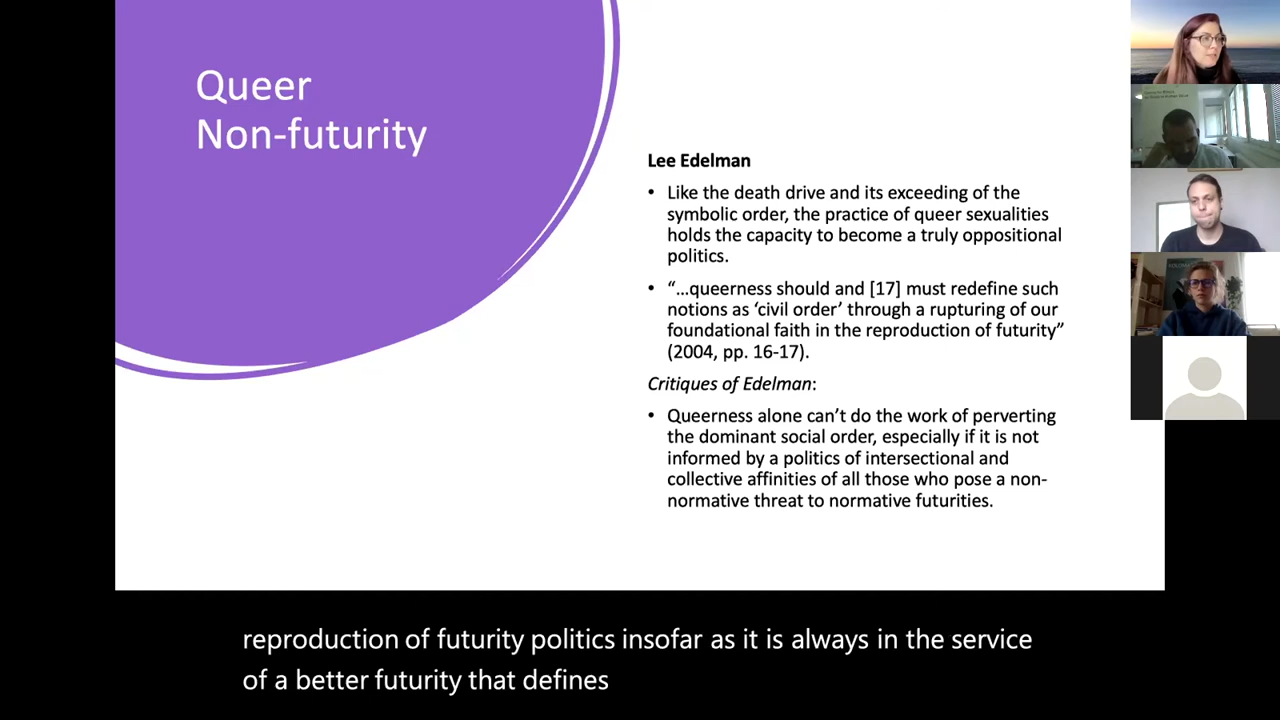 Queer
Non-futurity
Lee Edelman
• Like the death drive and its exceeding of the
symbolic order, the practice of queer sexualities
holds the capacity to become a truly oppositional
politics.
• “…queerness should and [17] must redefine such
notions as ‘civil order’ through a rupturing of our
foundational faith in the reproduction of futurity”
(2004, pp. 16-17).
Critiques of Edelman:
• Queerness alone can’t do the work of perverting
the dominant social order, especially if it is not
informed by a politics of intersectional and
collective affinities of all those who pose a non-
normative threat to normative futurities.
reproduction of futurity politics insofar as it is always in the service
of a better futurity that defines